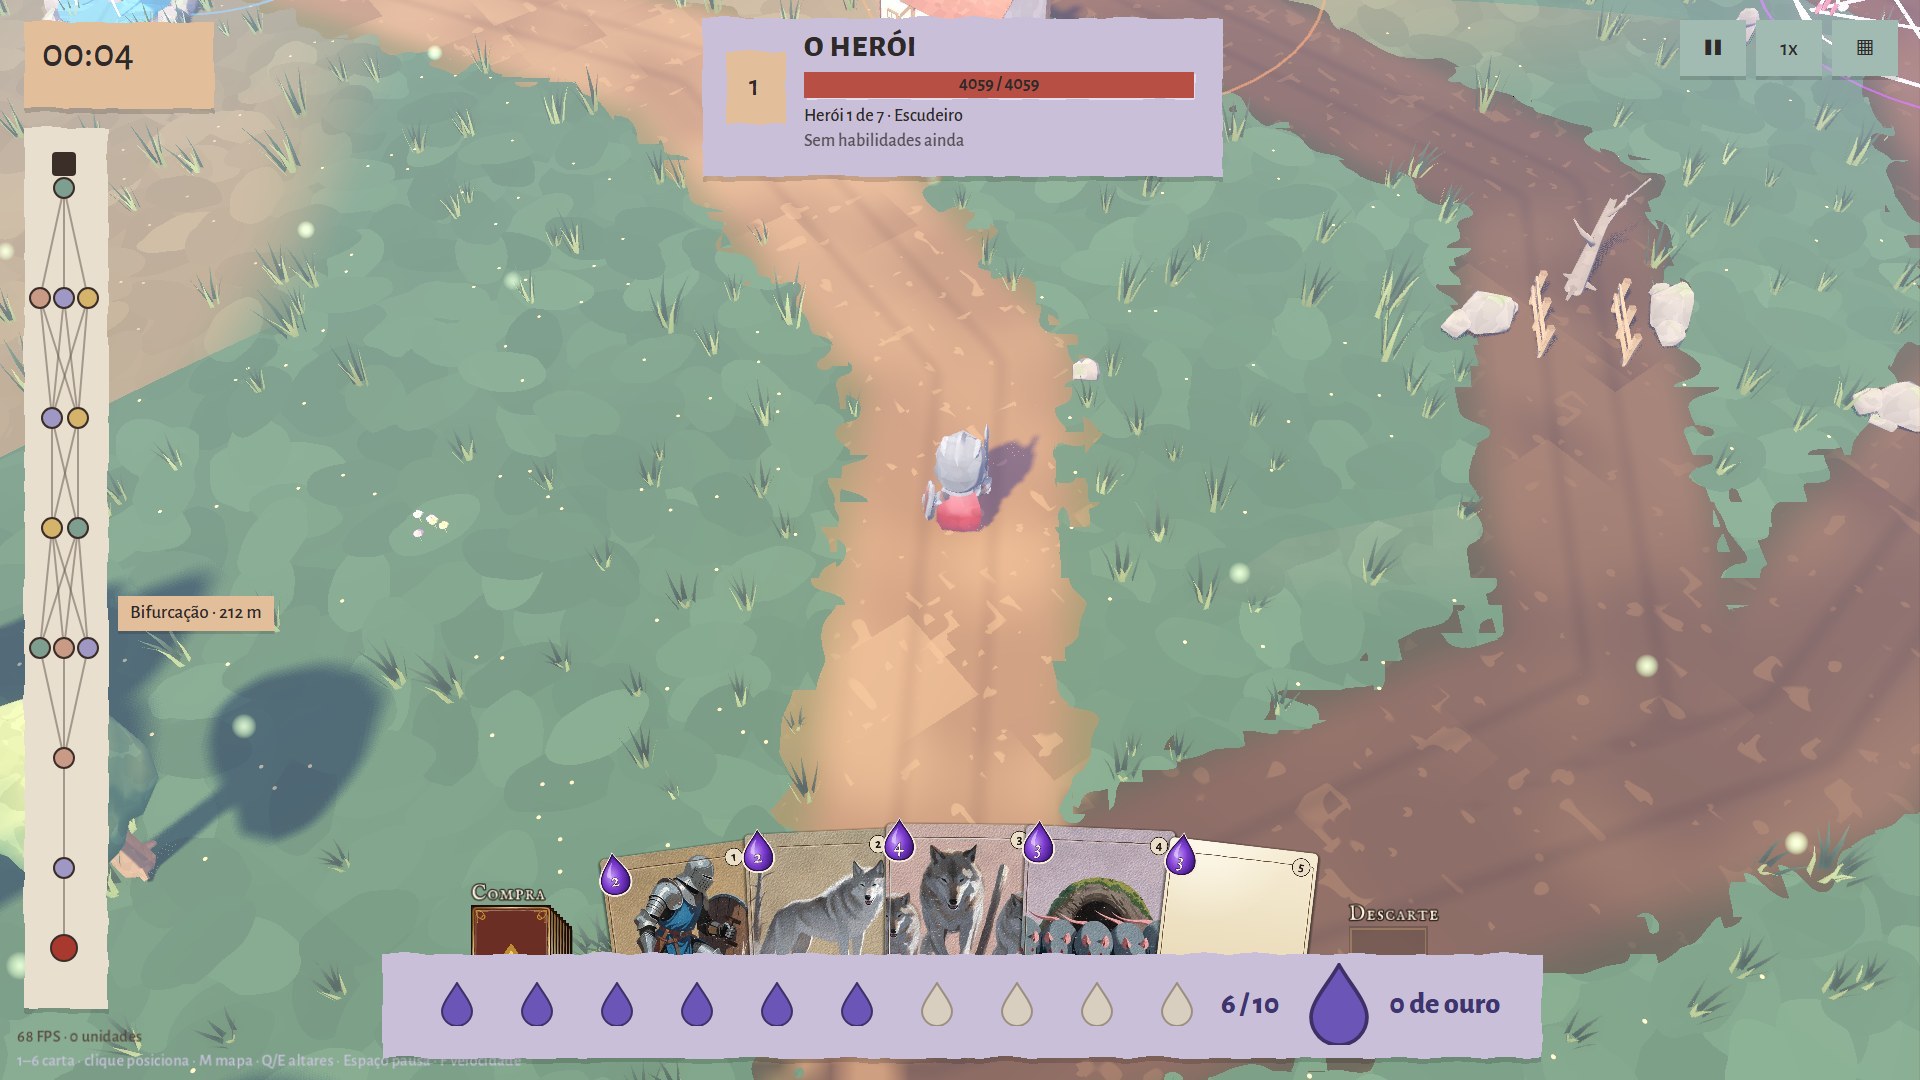 00:04
O HERÓI
1
4059 / 4059
Herói 1 de 7 · Escudeiro
Sem habilidades ainda
1x
Bifurcação · 212 m
Compra
2
1
2
2
4
3
3
4
3
5
Descarte
6 / 10
0 de ouro
68 FPS · 0 unidades
1–6 carta · clique posiciona · M mapa · Q/E altares · Espaço pausa · F velocidade